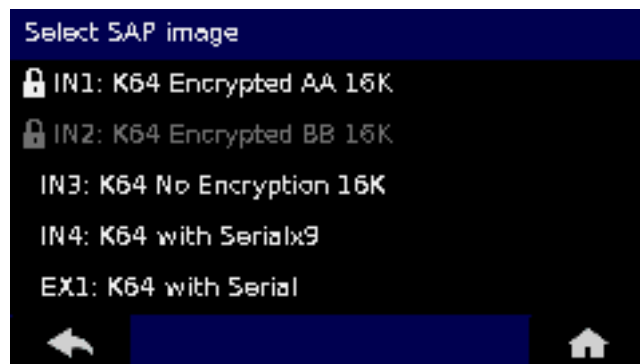 Select SAP image
IN1: K64 Encrypted AA 16K
IN2: K64 Encrypted BB 16K
IN3: K64 No Encryption 16K
IN4: K64 with Serialx9
EX1: K64 with Serial